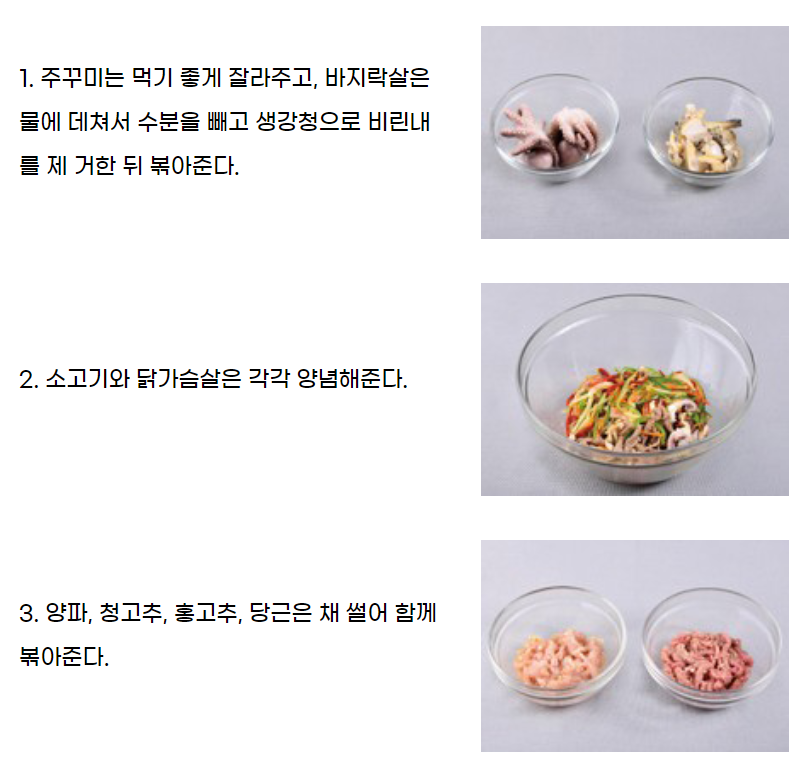 1. 주꾸미는 먹기 좋게 잘라주고, 바지락살은
물에 데쳐서 수분을 빼고 생강청으로 비린내
를 제 거한 뒤 볶아준다.
2. 소고기와 닭가슴살은 각각 양념해준다.
3. 양파, 청고추, 홍고추, 당근은 채 썰어 함께
볶아준다.